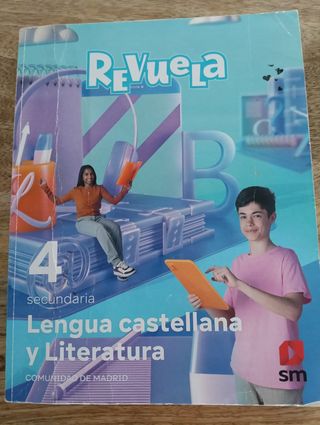 REVUELA
B
4
secundaria
Lengua castellana
y Literatura
COMUNIDAD DE MADRID
sm